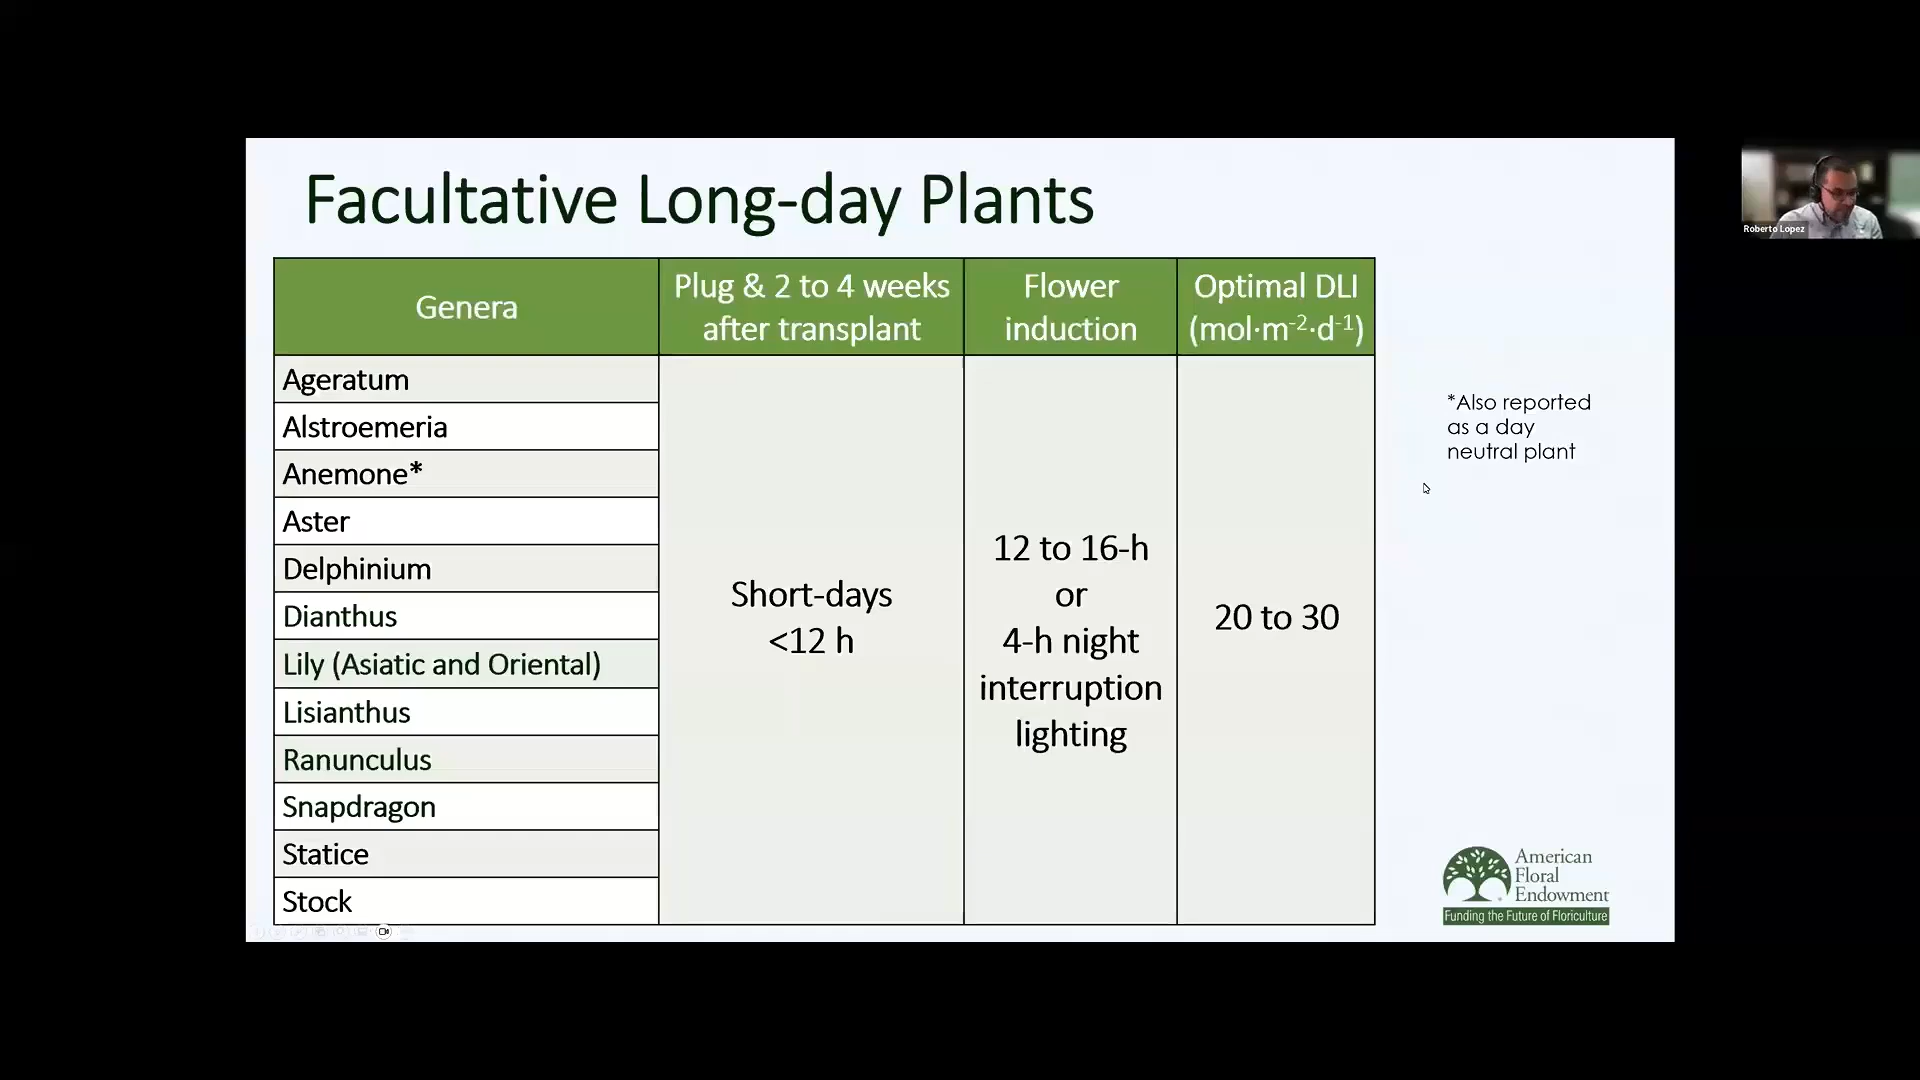 Facultative Long-day Plants
Genera
Plug & 2 to 4 weeks
after transplant
Flower
induction
Optimal DLI
(mol·m⁻²·d⁻¹)
Ageratum
Alstroemeria
Anemone*
Aster
Delphinium
Dianthus
Lily (Asiatic and Oriental)
Lisianthus
Ranunculus
Snapdragon
Statice
Stock
Short-days
<12 h
12 to 16-h
or
4-h night
interruption
lighting
20 to 30
*Also reported
as a day
neutral plant
American
Floral
Endowment
Funding the Future of Floriculture
Roberto Lopez